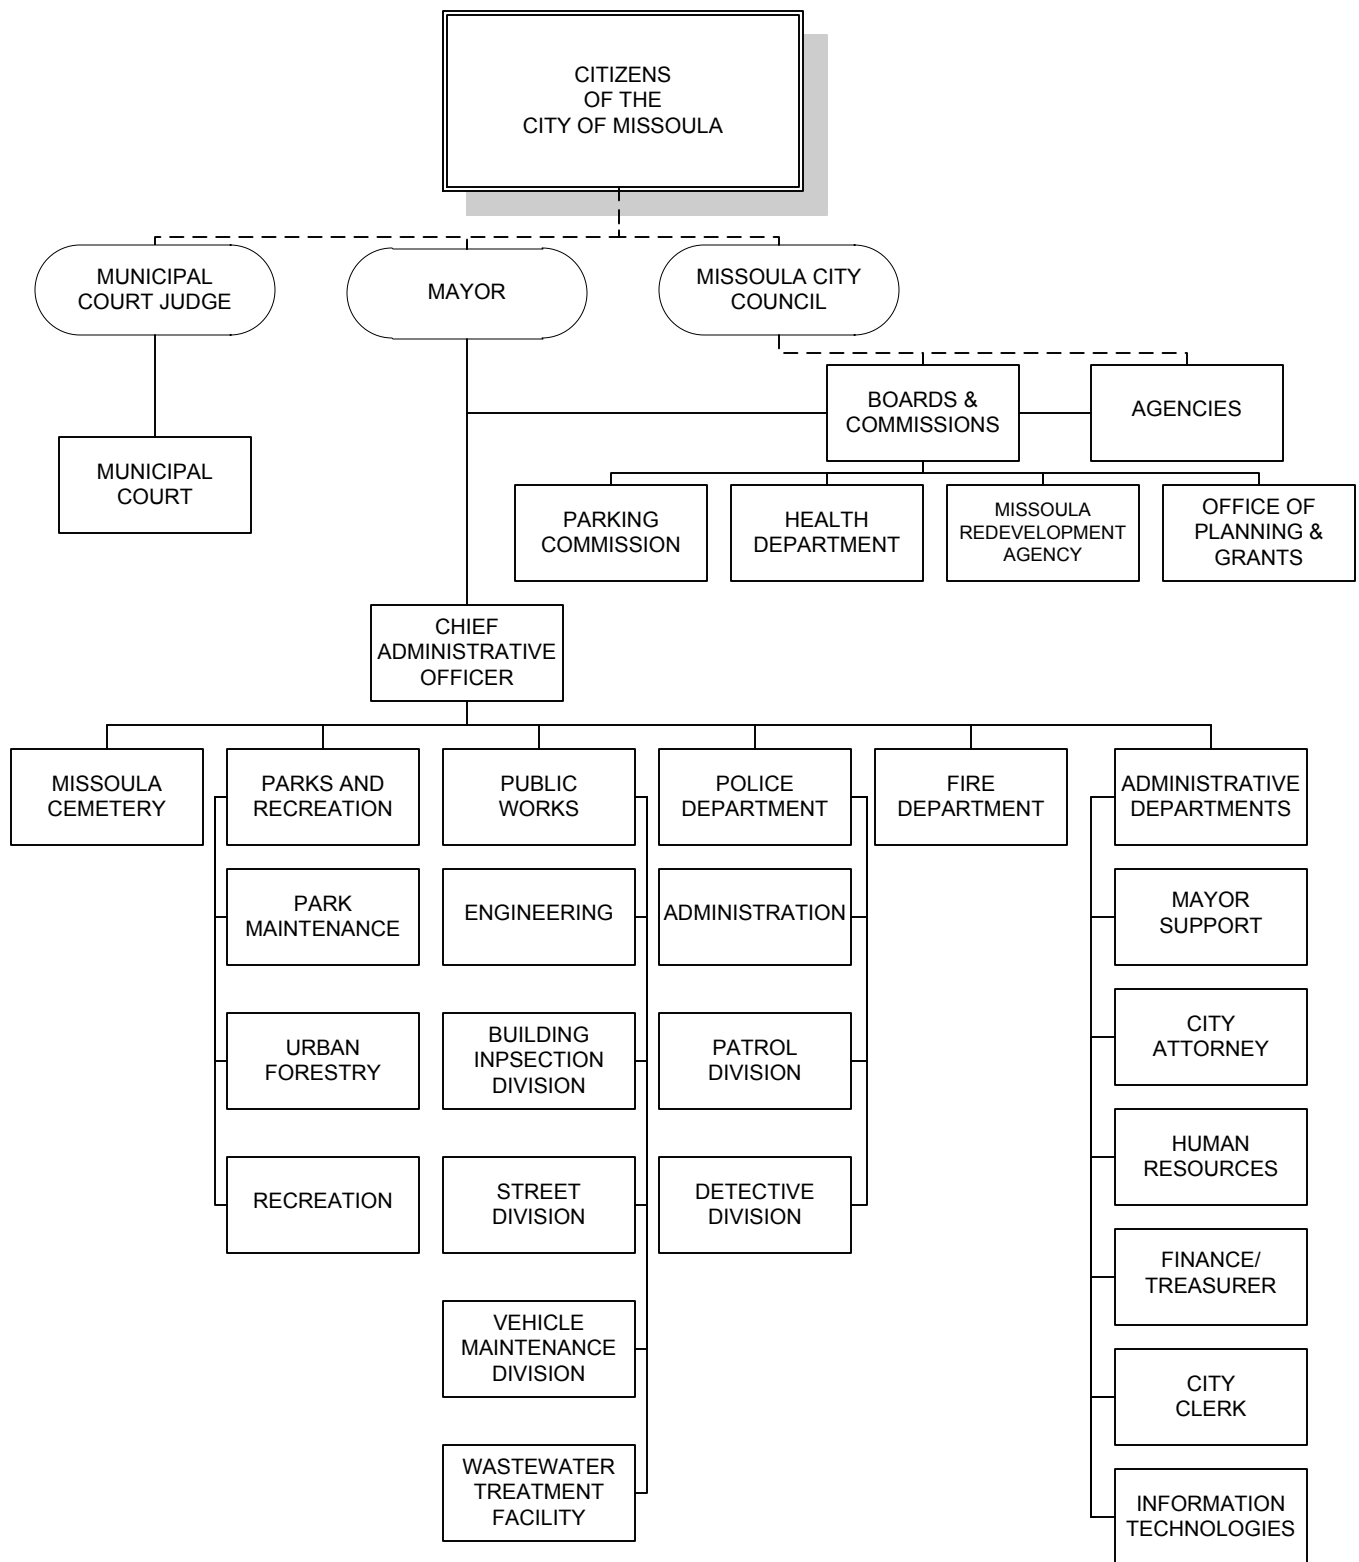 CITIZENS
OF THE
CITY OF MISSOULA
MUNICIPAL
COURT JUDGE
MAYOR
MISSOULA CITY
COUNCIL
BOARDS &
COMMISSIONS
AGENCIES
MUNICIPAL
COURT
PARKING
COMMISSION
HEALTH
DEPARTMENT
MISSOULA
REDEVELOPMENT
AGENCY
OFFICE OF
PLANNING &
GRANTS
CHIEF
ADMINISTRATIVE
OFFICER
MISSOULA
CEMETERY
PARKS AND
RECREATION
PUBLIC
WORKS
POLICE
DEPARTMENT
FIRE
DEPARTMENT
ADMINISTRATIVE
DEPARTMENTS
PARK
MAINTENANCE
ENGINEERING
ADMINISTRATION
MAYOR
SUPPORT
URBAN
FORESTRY
BUILDING
INPSECTION
DIVISION
PATROL
DIVISION
CITY
ATTORNEY
RECREATION
STREET
DIVISION
DETECTIVE
DIVISION
HUMAN
RESOURCES
FINANCE/
TREASURER
VEHICLE
MAINTENANCE
DIVISION
CITY
CLERK
WASTEWATER
TREATMENT
FACILITY
INFORMATION
TECHNOLOGIES